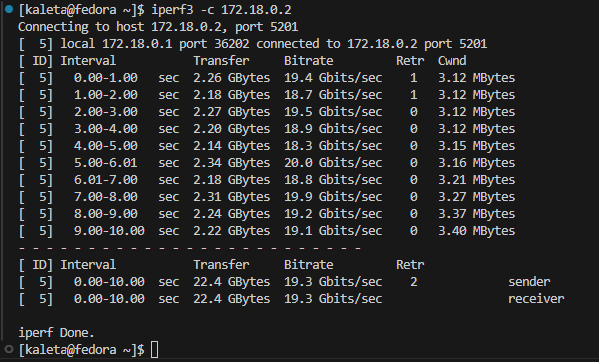 [kaleta@fedora ~]$ iperf3 -c 172.18.0.2
Connecting to host 172.18.0.2, port 5201
[  5] local 172.18.0.1 port 36202 connected to 172.18.0.2 port 5201
[ ID] Interval           Transfer     Bitrate         Retr  Cwnd
[  5]   0.00-1.00   sec  2.26 GBytes  19.4 Gbits/sec    1   3.12 MBytes
[  5]   1.00-2.00   sec  2.18 GBytes  18.7 Gbits/sec    1   3.12 MBytes
[  5]   2.00-3.00   sec  2.27 GBytes  19.5 Gbits/sec    0   3.12 MBytes
[  5]   3.00-4.00   sec  2.20 GBytes  18.9 Gbits/sec    0   3.12 MBytes
[  5]   4.00-5.00   sec  2.14 GBytes  18.3 Gbits/sec    0   3.15 MBytes
[  5]   5.00-6.01   sec  2.34 GBytes  20.0 Gbits/sec    0   3.16 MBytes
[  5]   6.01-7.00   sec  2.18 GBytes  18.8 Gbits/sec    0   3.21 MBytes
[  5]   7.00-8.00   sec  2.31 GBytes  19.9 Gbits/sec    0   3.27 MBytes
[  5]   8.00-9.00   sec  2.24 GBytes  19.2 Gbits/sec    0   3.37 MBytes
[  5]   9.00-10.00  sec  2.22 GBytes  19.1 Gbits/sec    0   3.40 MBytes
- - - - - - - - - - - - - - - - - - - - - - - - -
[ ID] Interval           Transfer     Bitrate         Retr
[  5]   0.00-10.00  sec  22.4 GBytes  19.3 Gbits/sec    2             sender
[  5]   0.00-10.00  sec  22.4 GBytes  19.3 Gbits/sec                  receiver
iperf Done.
[kaleta@fedora ~]$